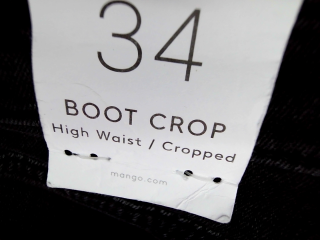 34
BOOT CROP
High Waist / Cropped
mango.com